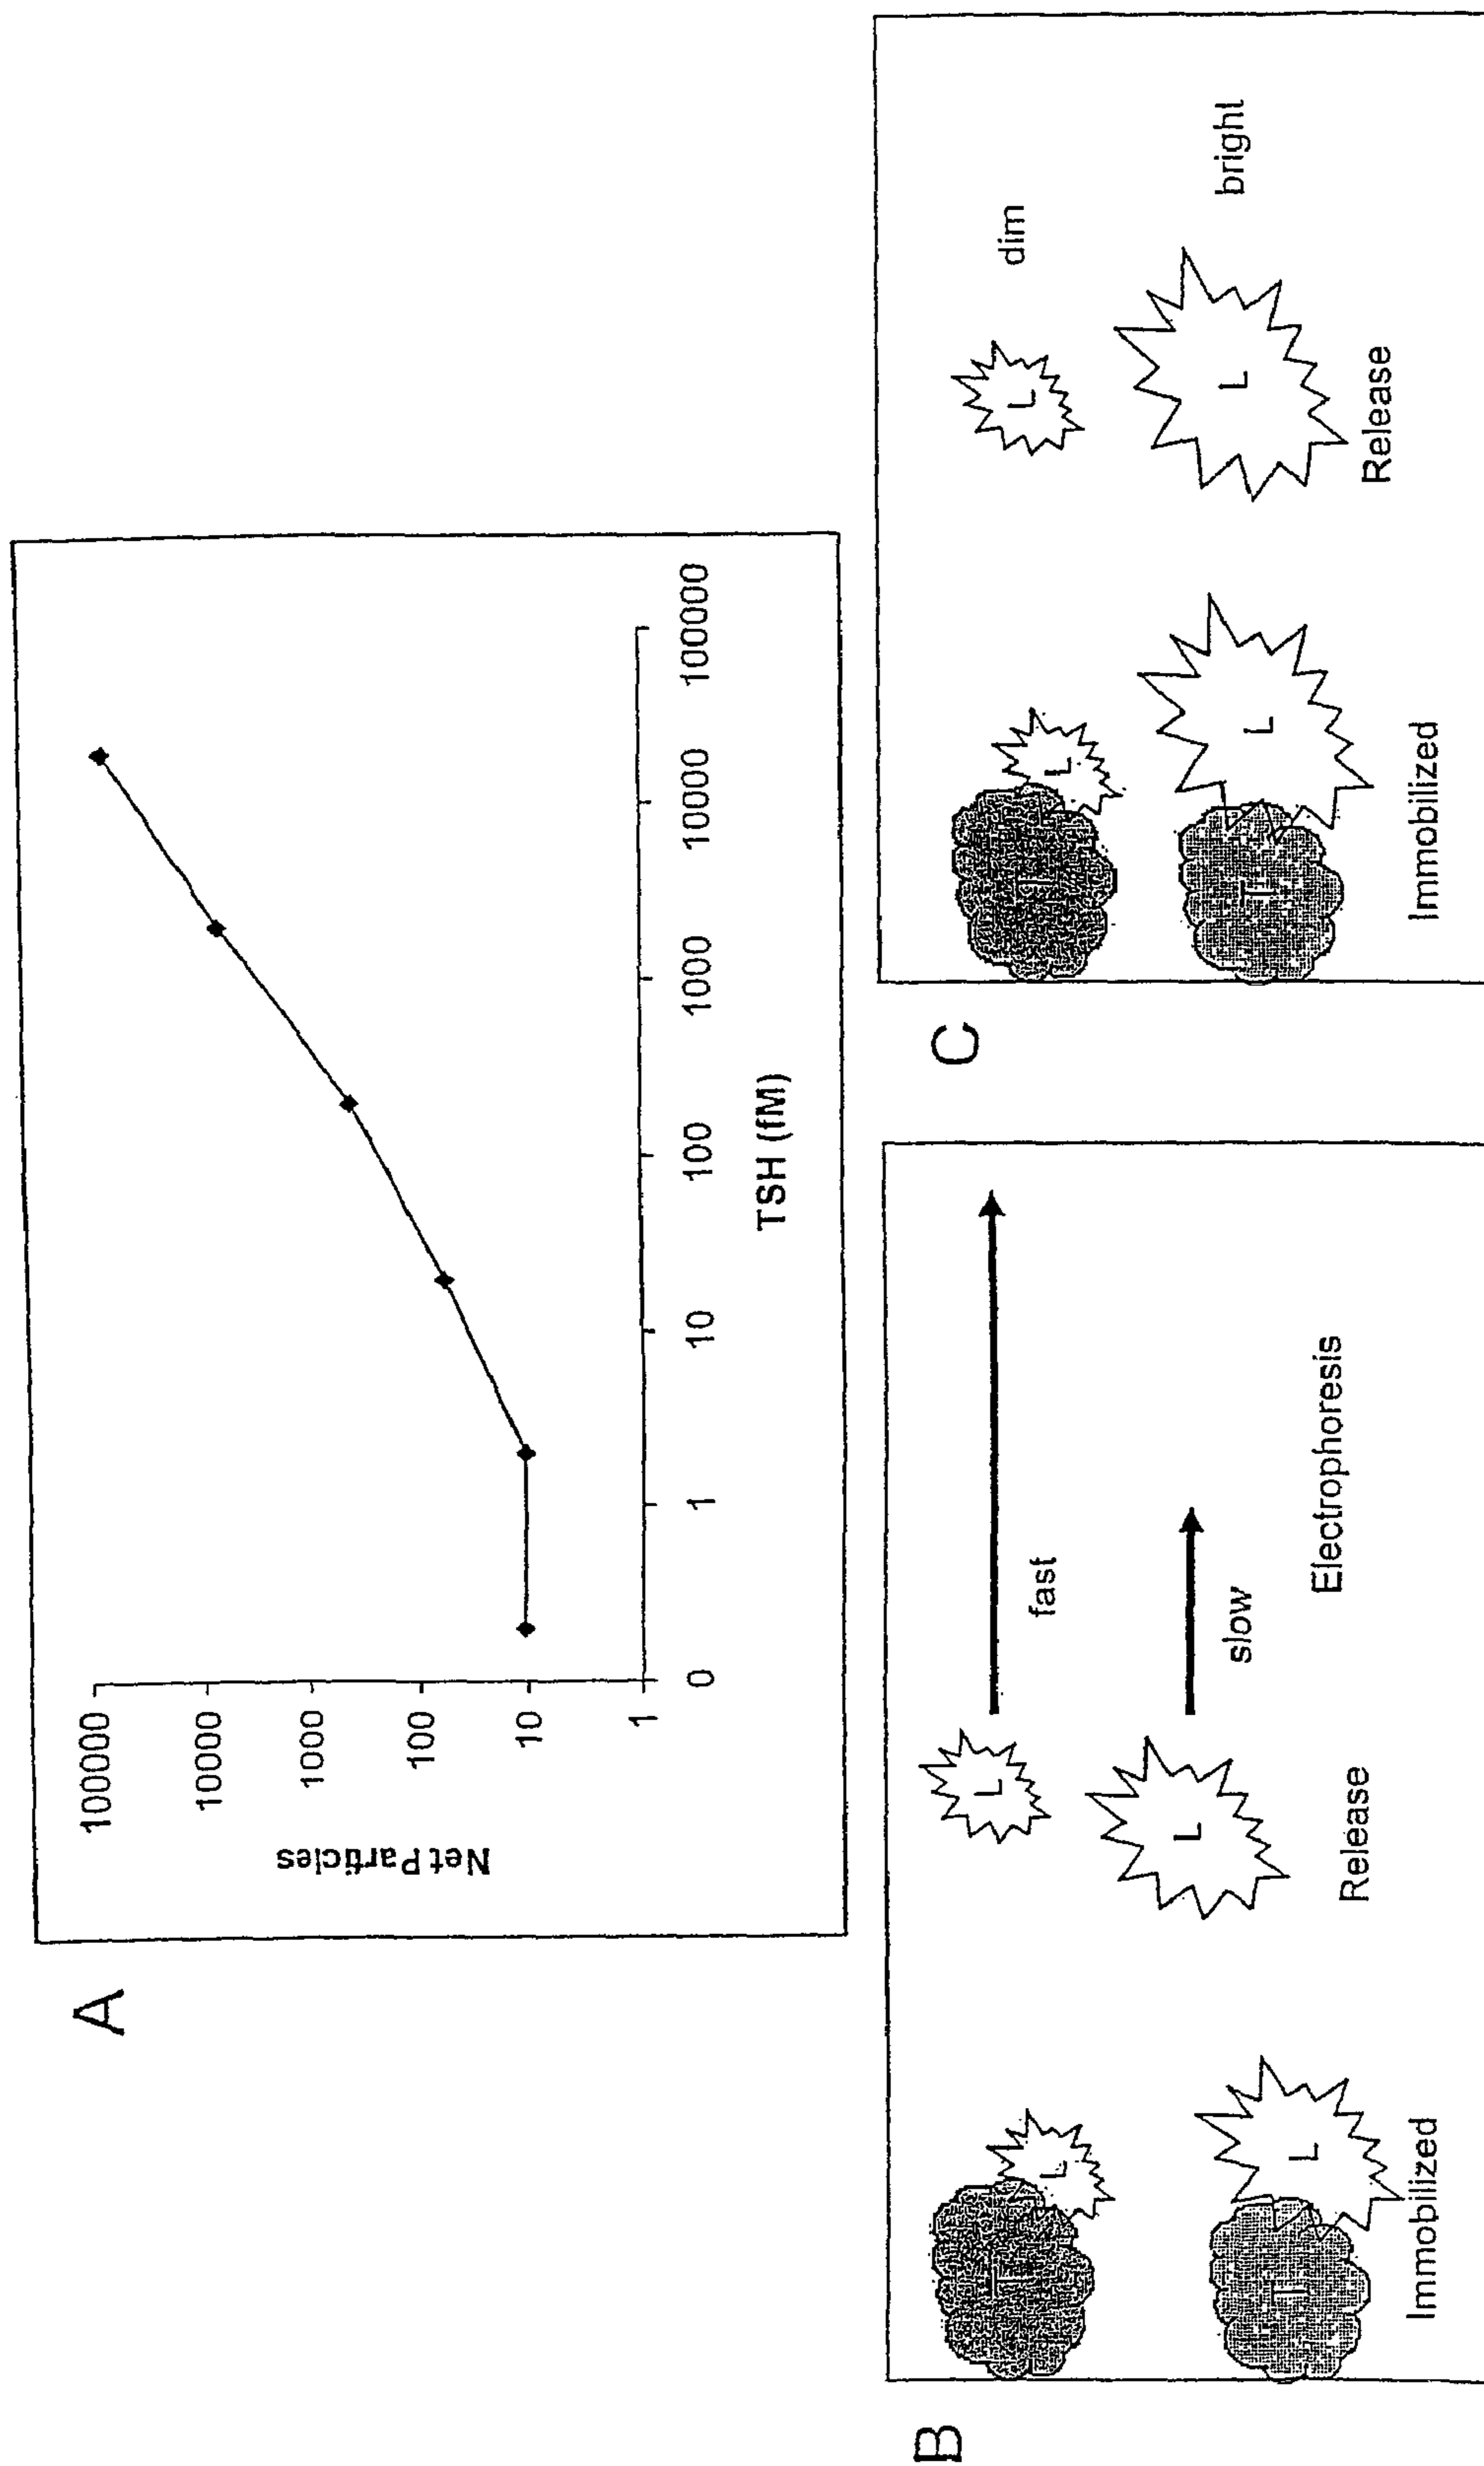 A
Net Particles
100000
10000
1000
100
10
1
0
1
10
100
1000
10000
100000
TSH (fM)
B
T
L
T
L
Immobilized
L
L
Release
fast
slow
Electrophoresis
C
T
L
T
L
Immobilized
L
L
Release
dim
bright